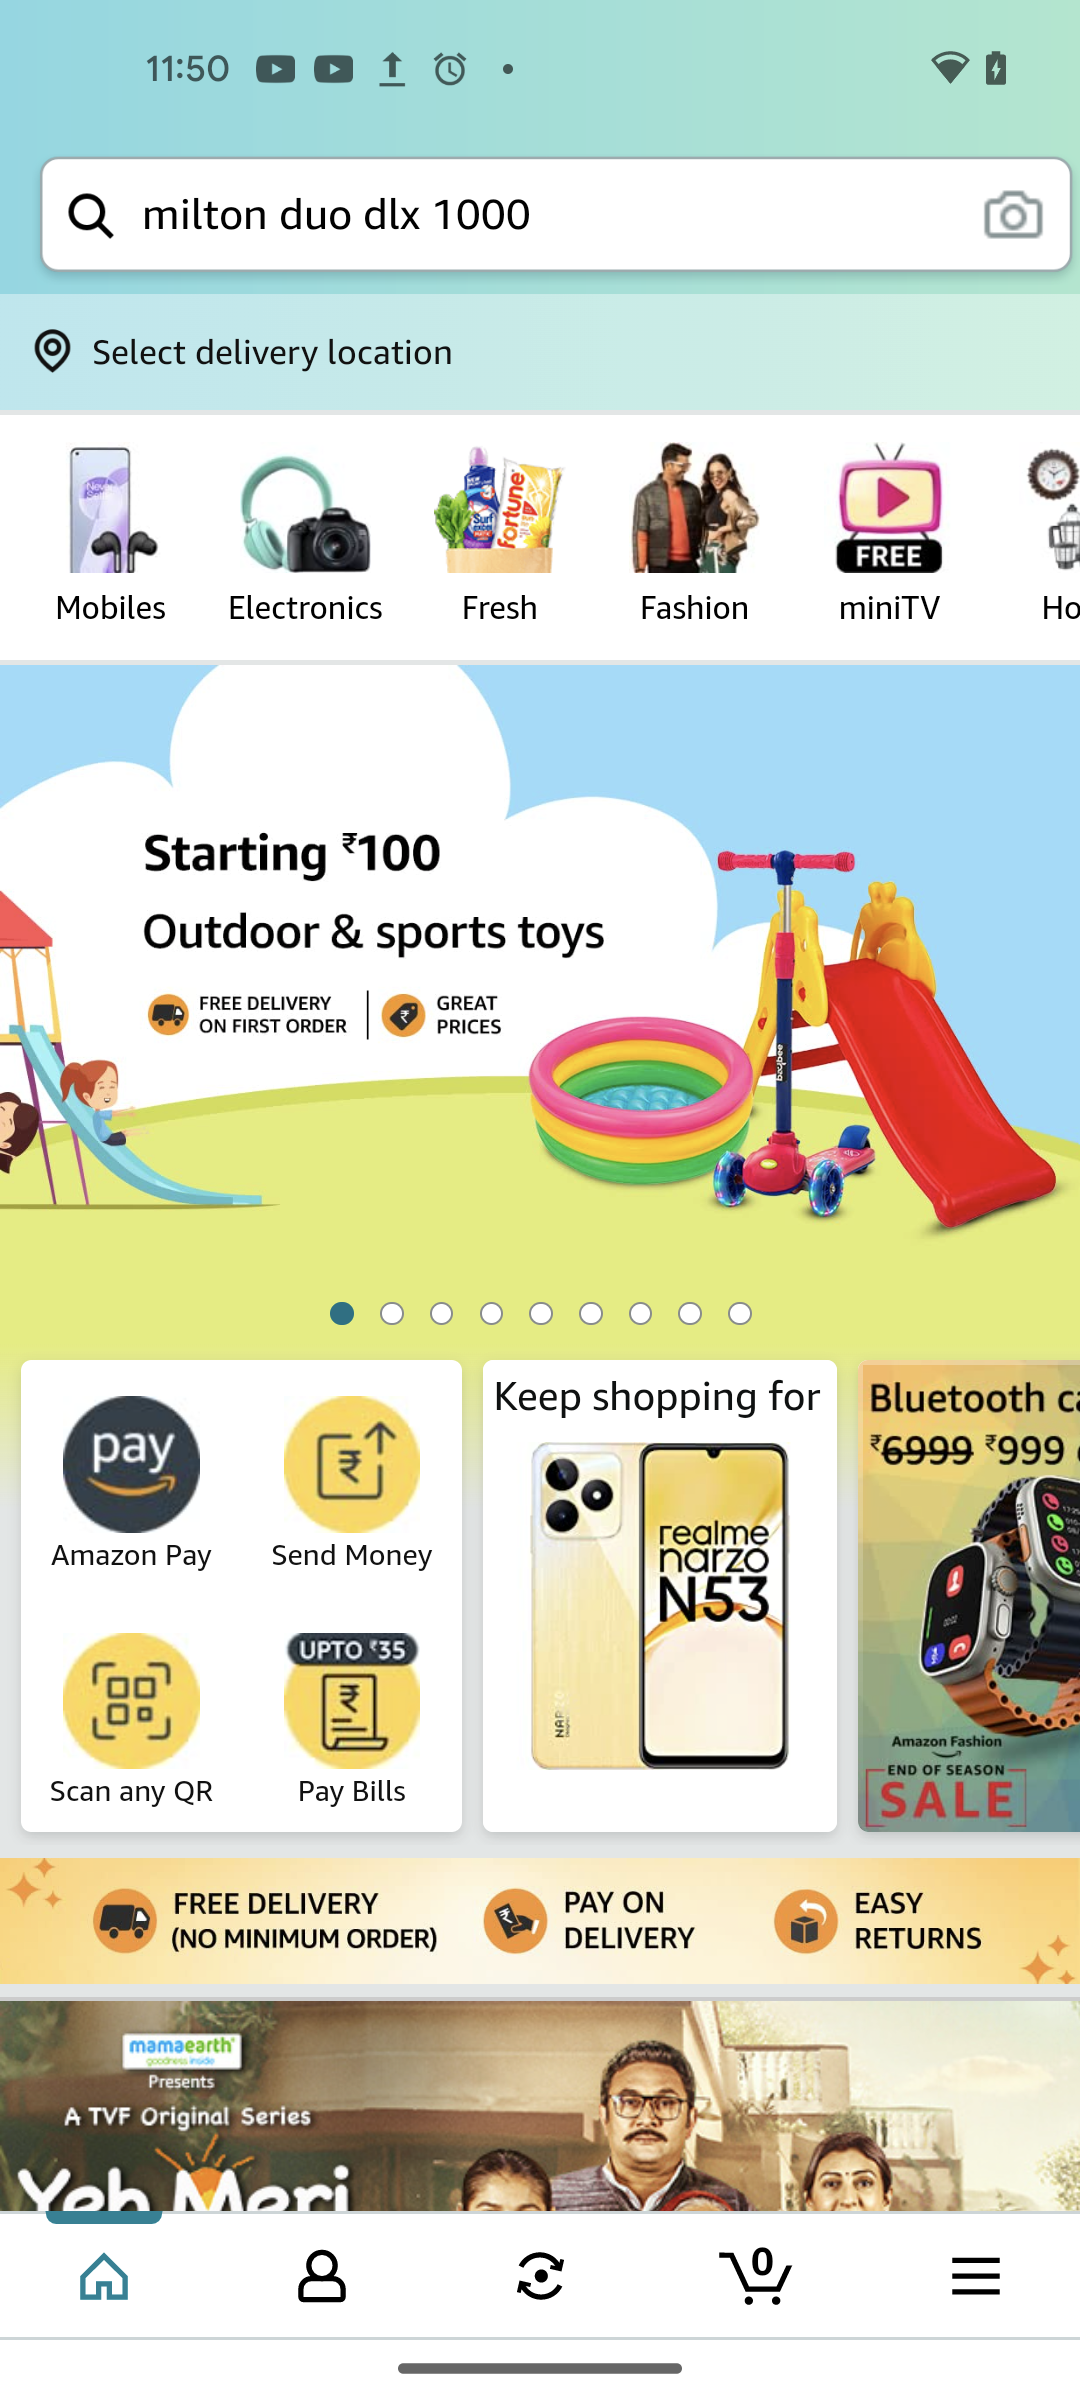 11:50
milton duo dlx 1000
Select delivery location
FREE
Mobiles
Electronics
Fresh
Fashion
miniTV
Ho
Surf excel
fortune
Starting ₹100
Outdoor & sports toys
FREE DELIVERY
ON FIRST ORDER
GREAT
PRICES
baybee
pay
Amazon Pay
Send Money
UPTO ₹35
Scan any QR
Pay Bills
Keep shopping for
realme
narzo
N53
Bluetooth ca
₹6999 ₹999
Amazon Fashion
END OF SEASON
SALE
FREE DELIVERY
(NO MINIMUM ORDER)
PAY ON
DELIVERY
EASY
RETURNS
mamaearth
goodness inside
Presents
A TVF Original Series
Yeh Meri
0